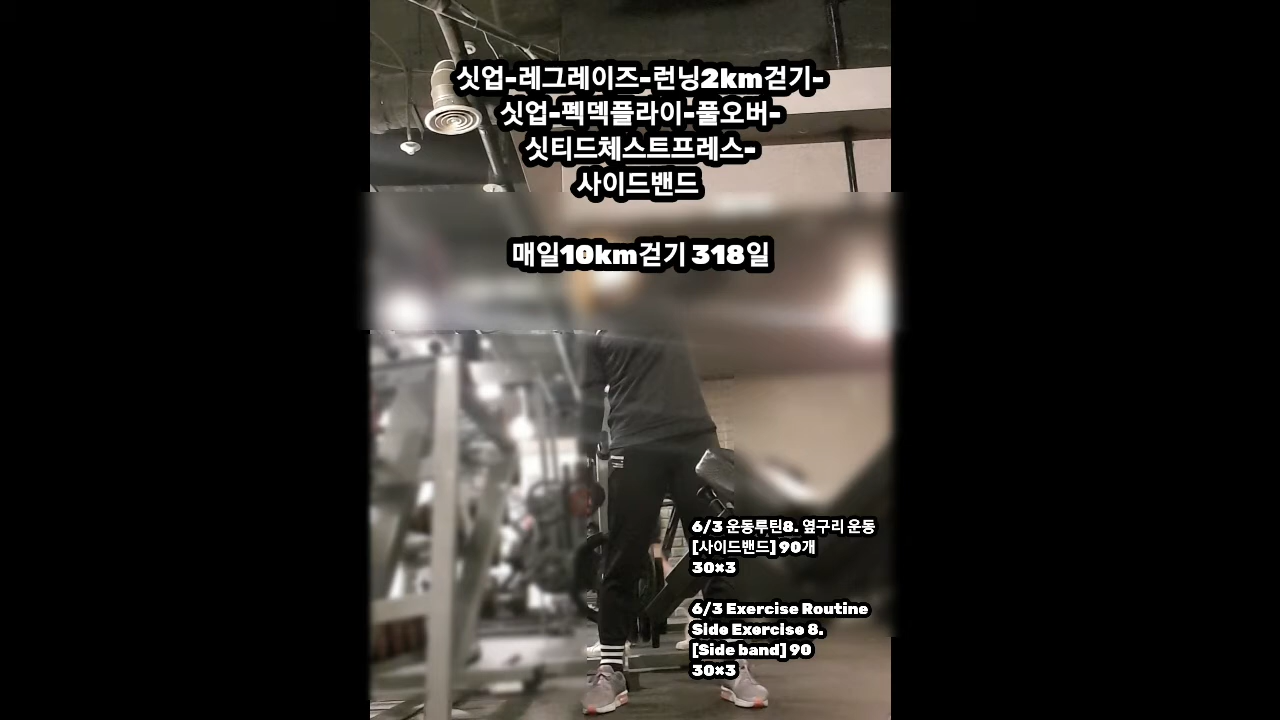 싯업-레그레이즈-런닝2km걷기-
싯업-펙덱플라이-풀오버-
싯티드체스트프레스-
사이드밴드
매일10km걷기 318일
6/3 운동루틴8. 옆구리 운동
[사이드밴드] 90개
30×3
6/3 Exercise Routine
Side Exercise 8.
[Side band] 90
30×3